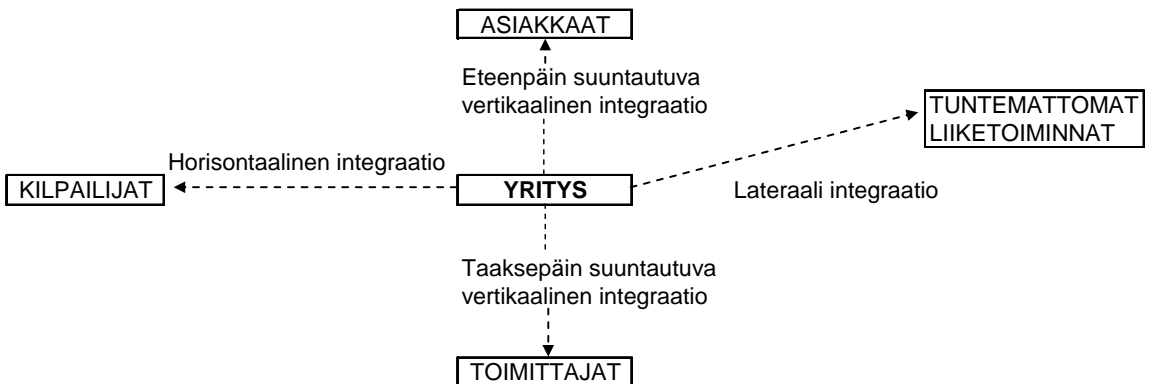 ASIAKKAAT
Eteenpäin suuntautuva
vertikaalinen integraatio
TUNTEMATTOMAT
LIIKETOIMINNAT
Horisontaalinen integraatio
KILPAILIJAT
YRITYS
Lateraali integraatio
Taaksepäin suuntautuva
vertikaalinen integraatio
TOIMITTAJAT